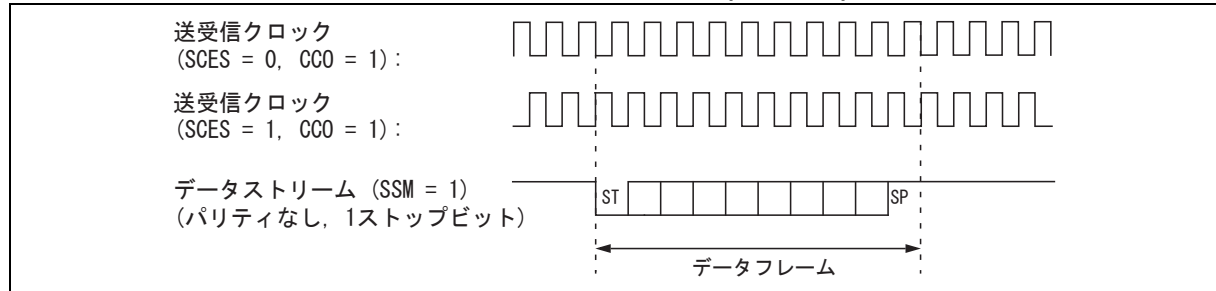 送受信クロック
(SCES = 0, CCO = 1):
送受信クロック
(SCES = 1, CCO = 1):
データストリーム (SSM = 1)
(パリティなし, 1ストップビット)
ST
SP
データフレーム